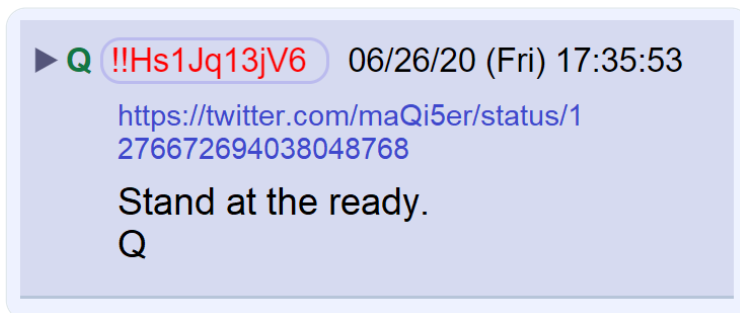 ▶ Q !!Hs1Jq13jV6 06/26/20 (Fri) 17:35:53
https://twitter.com/maQi5er/status/1
276672694038048768
Stand at the ready.
Q